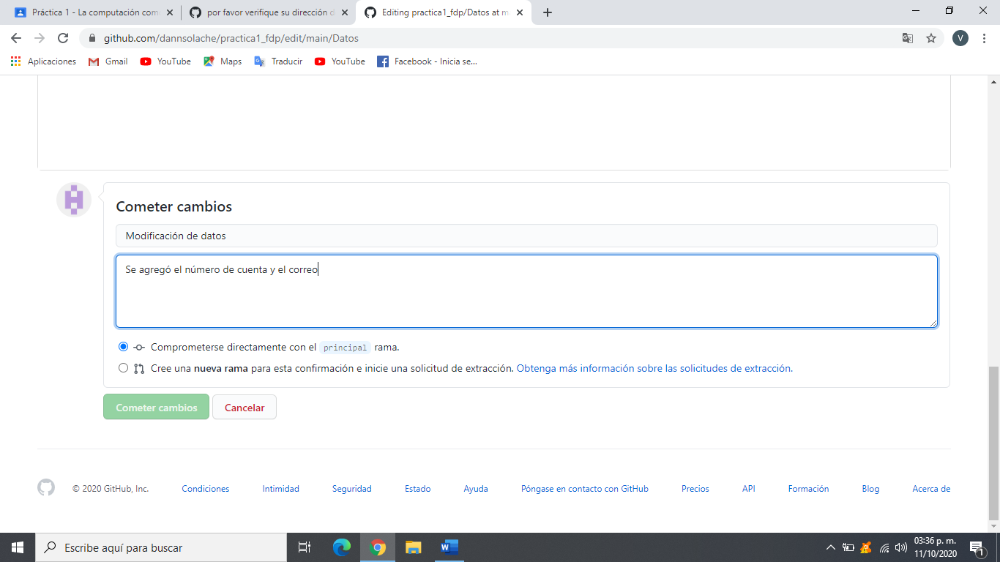 Práctica 1 - La computación com
por favor verifique su dirección d
Editing practica1_fdp/Datos at m
github.com/dannsolache/practica1_fdp/edit/main/Datos
V
Aplicaciones
Gmail
YouTube
Maps
Traducir
YouTube
Facebook - Inicia se...
Cometer cambios
Modificación de datos
Se agregó el número de cuenta y el correo
Comprometerse directamente con el principal rama.
Cree una nueva rama para esta confirmación e inicie una solicitud de extracción. Obtenga más información sobre las solicitudes de extracción.
Cometer cambios
Cancelar
© 2020 GitHub, Inc.
Condiciones
Intimidad
Seguridad
Estado
Ayuda
Póngase en contacto con GitHub
Precios
API
Formación
Blog
Acerca de
Escribe aquí para buscar
03:36 p. m.
11/10/2020
1